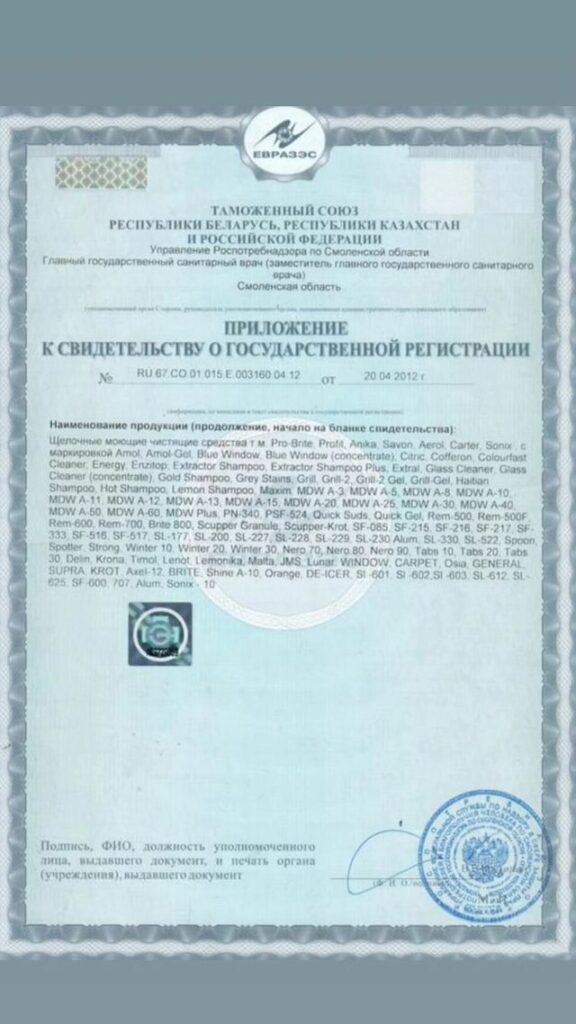 ЕВРАЗЭС
ТАМОЖЕННЫЙ СОЮЗ
РЕСПУБЛИКИ БЕЛАРУСЬ, РЕСПУБЛИКИ КАЗАХСТАН
И РОССИЙСКОЙ ФЕДЕРАЦИИ
Управление Роспотребнадзора по Смоленской области
Главный государственный санитарный врач (заместитель главного государственного санитарного
врача)
Смоленская область
(уполномоченный орган Стороны, руководитель уполномоченного органа, наименование административно-территориального образования)
ПРИЛОЖЕНИЕ
К СВИДЕТЕЛЬСТВУ О ГОСУДАРСТВЕННОЙ РЕГИСТРАЦИИ
№ RU.67.CO.01.015.E.003160.04.12 от 20.04.2012 г.
Наименование продукции (продолжение, начало на бланке свидетельства):
Щелочные моющие чистящие средства т.м. Pro-Brite, Profit, Anika, Savon, Aerol, Carter, Sonix , с
маркировкой Amol, Amol-Gel, Blue Window, Blue Window (concentrate), Citric, Cofferon, Colourfast
Cleaner, Energy, Enzitop, Extractor Shampoo, Extractor Shampoo Plus, Extral, Glass Cleaner, Glass
Cleaner (concentrate), Gold Shampoo, Grey Stains, Grill, Grill-2, Grill-2 Gel, Grill-Gel, Haitian
Shampoo, Hot Shampoo, Lemon Shampoo, Maxim, MDW A-3, MDW A-5, MDW A-8, MDW A-10,
MDW A-11, MDW A-12, MDW A-13, MDW A-15, MDW A-20, MDW A-25, MDW A-30, MDW A-40,
MDW A-50, MDW A-60, MDW Plus, PN-340, PSF-524, Quick Suds, Quick Gel, Rem-500, Rem-500F,
Rem-600, Rem-700, Brite 800, Scupper Granule, Scupper-Krot, SF-085, SF-215, SF-216, SF-217, SF-
333, SF-516, SF-517, SL-177, SL-200, SL-227, SL-228, SL-229, SL-230 Alum, SL-330, SL-522, Spoon,
Spotter, Strong, Winter 10, Winter 20, Winter 30, Nero 70, Nero 80, Nero 90, Tabs 10, Tabs 20, Tabs
30, Delin, Krona, Timol, Lenot, Lemonika, Malta, JMS, Lunar, WINDOW, CARPET, Osia, GENERAL,
SUPRA, KROT, Axel-12, BRITE, Shine A-10, Orange, DE-ICER, SI -601, SI -602,SI -603, SL-612, SL-
625, SF-600, 707, Alum, Sonix - 10
Подпись, ФИО, должность уполномоченного
лица, выдавшего документ, и печать органа
(учреждения), выдавшего документ
(Ф. И. О./подпись)
М. П.